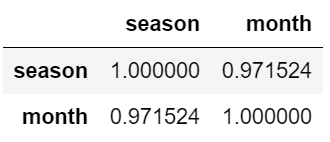 season month
season 1.000000 0.971524
month 0.971524 1.000000